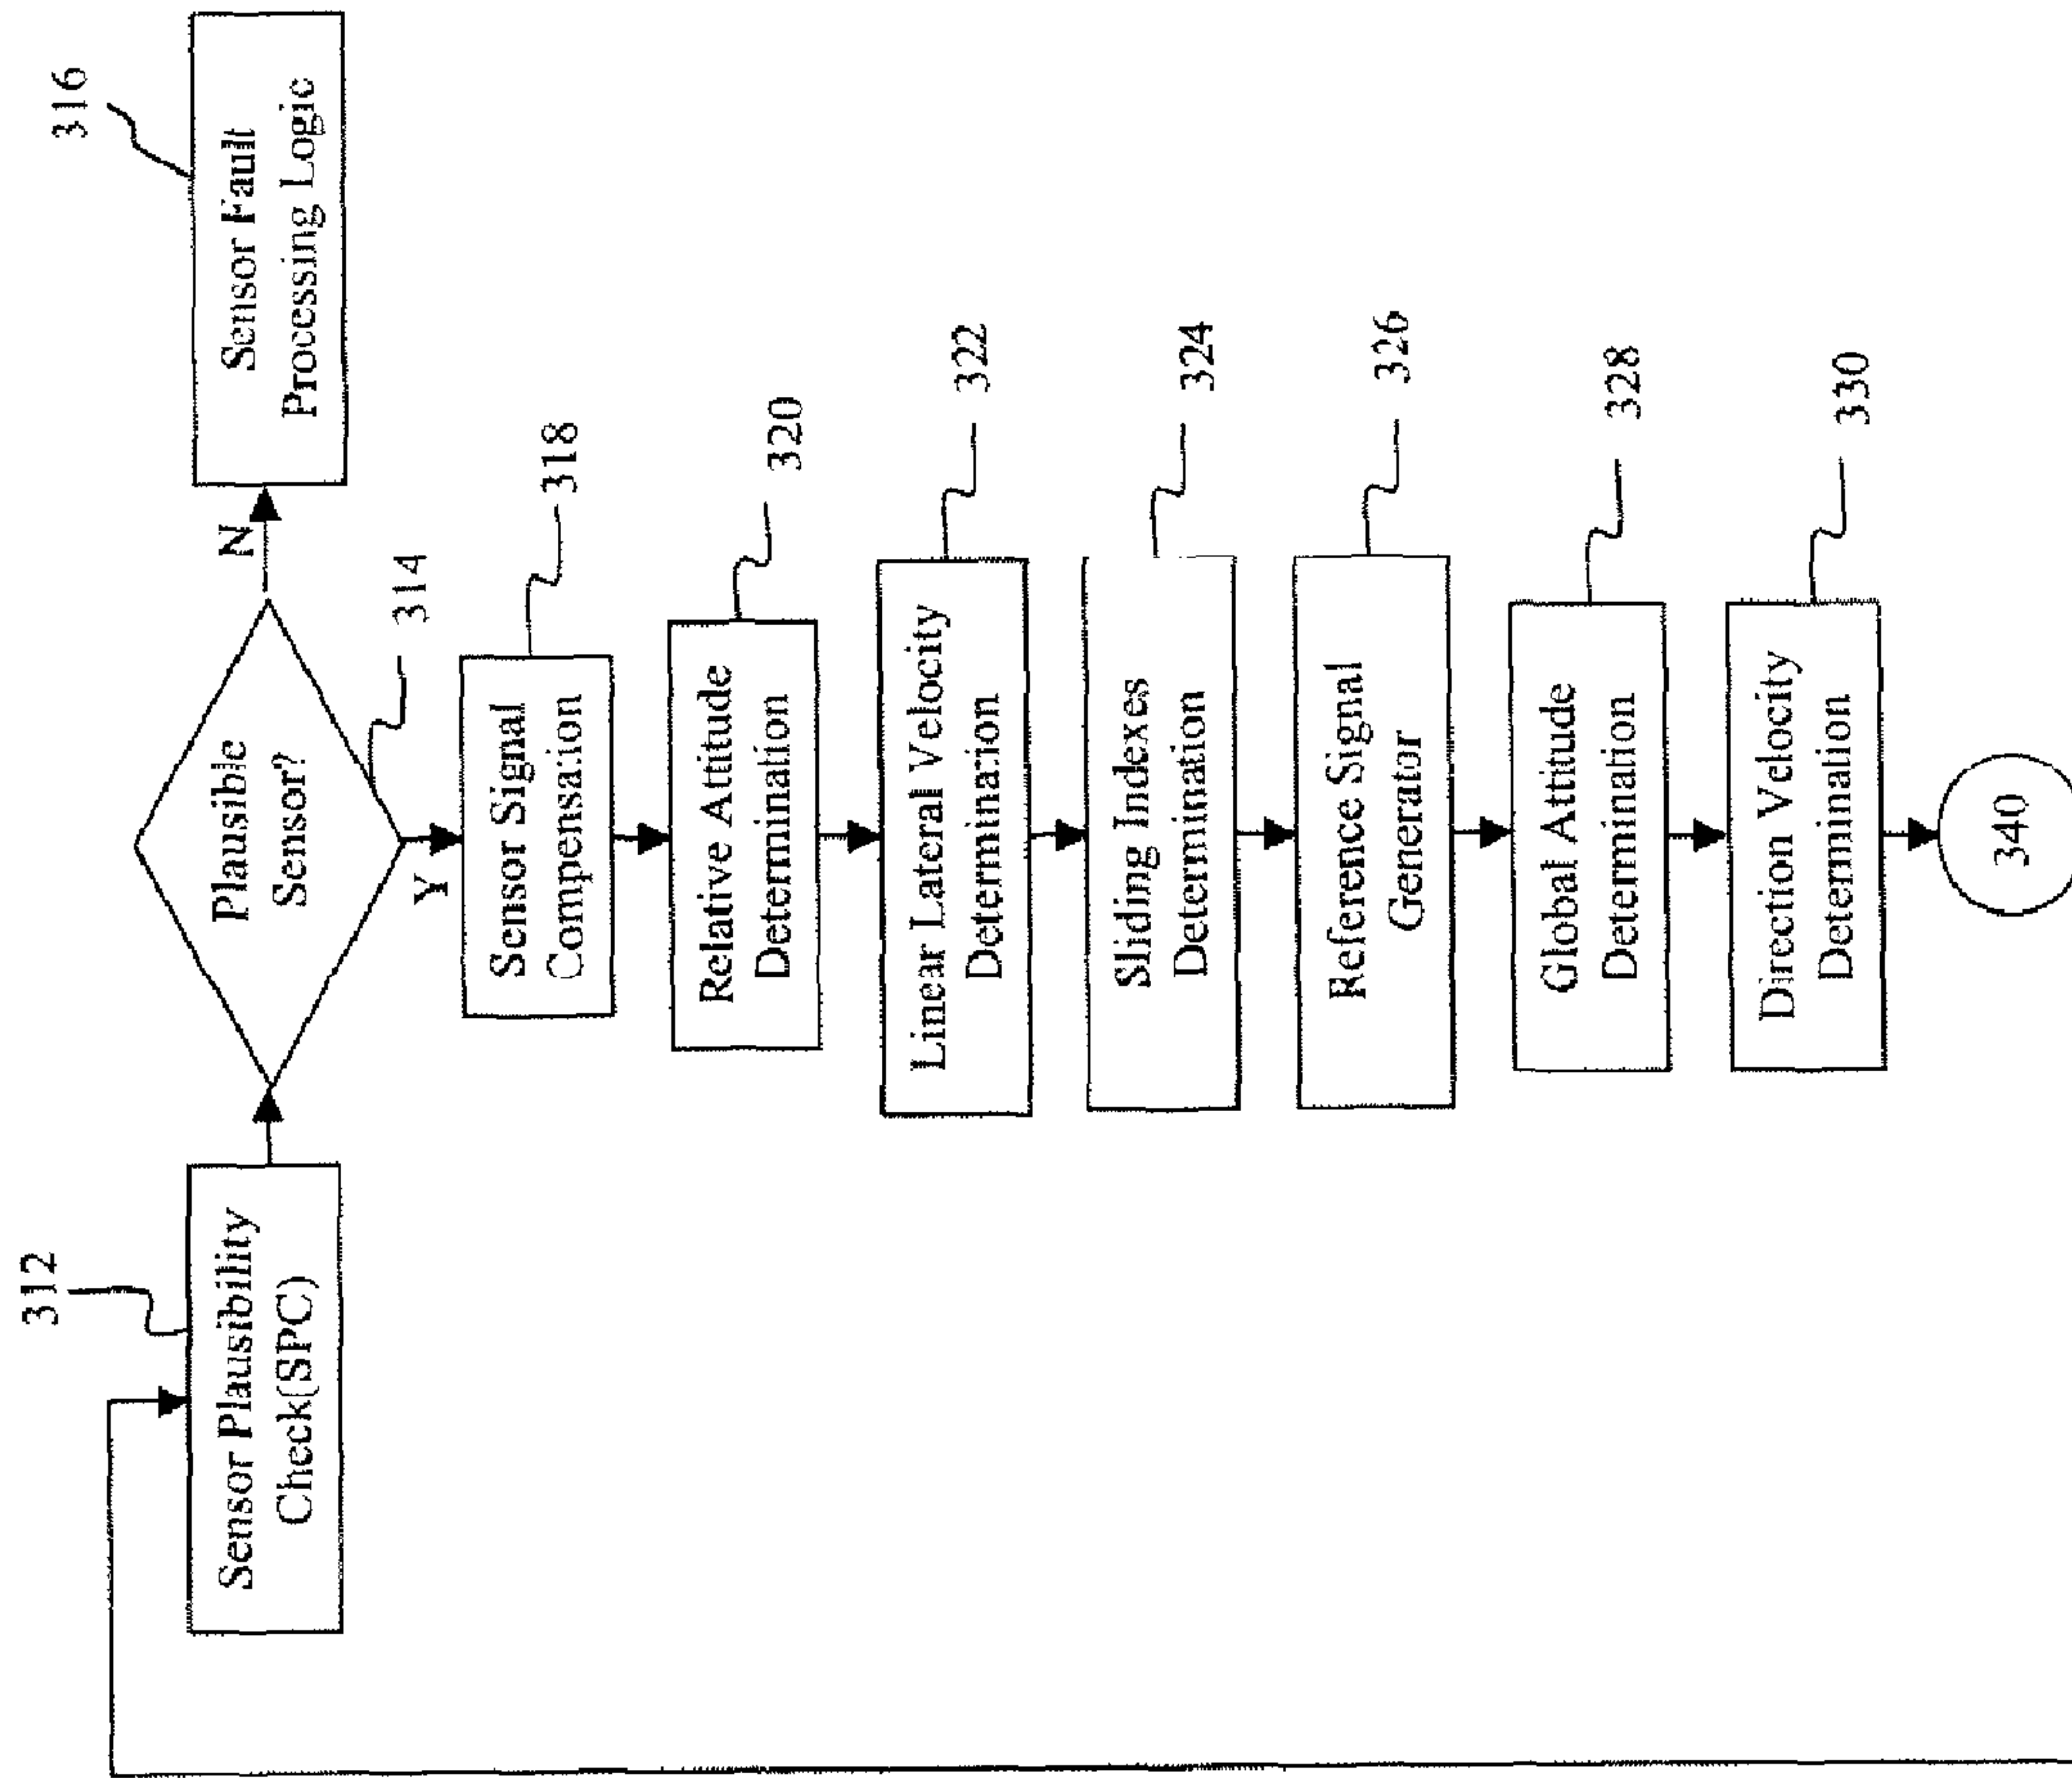 312
Sensor Plausibility
Check(SPC)
Plausible
Sensor?
314
N
316
Sensor Fault
Processing Logic
Y
Sensor Signal
Compensation
318
Relative Attitude
Determination
320
Linear Lateral Velocity
Determination
322
Sliding Indexes
Determination
324
Reference Signal
Generator
326
Global Attitude
Determination
328
Direction Velocity
Determination
330
340